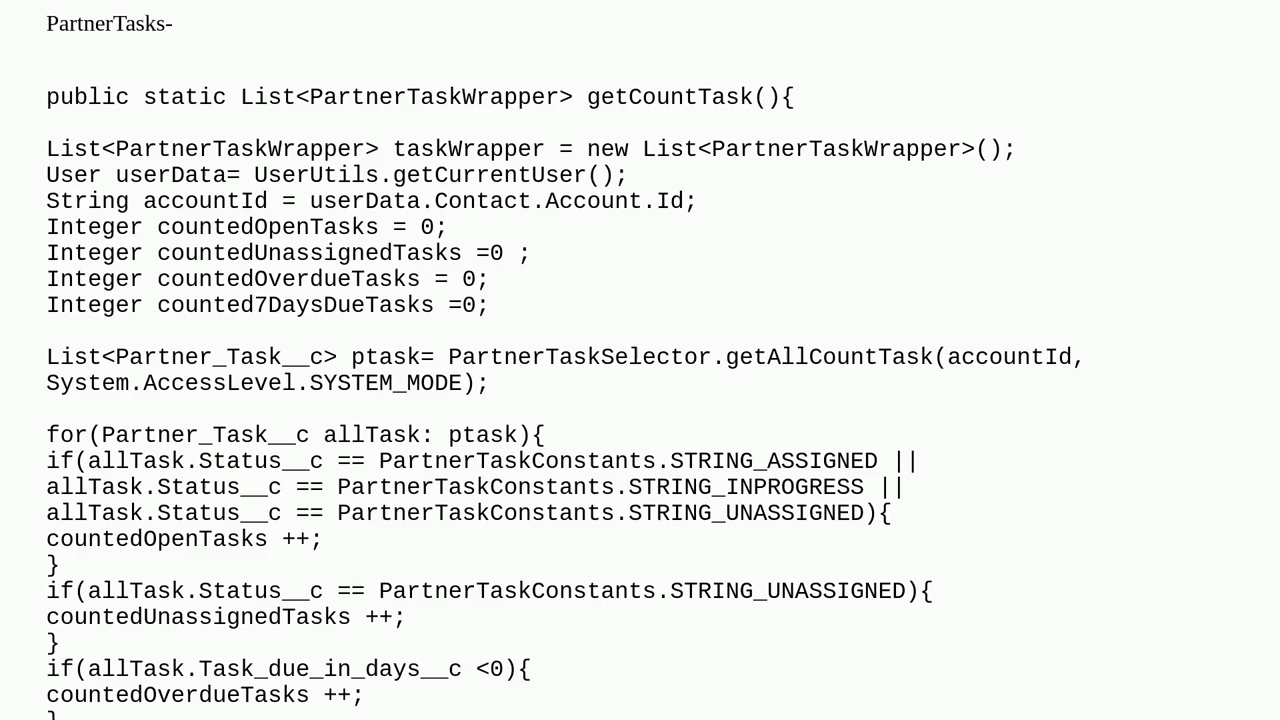 PartnerTasks-
public static List<PartnerTaskWrapper> getCountTask(){
List<PartnerTaskWrapper> taskWrapper = new List<PartnerTaskWrapper>();
User userData= UserUtils.getCurrentUser();
String accountId = userData.Contact.Account.Id;
Integer countedOpenTasks = 0;
Integer countedUnassignedTasks =0 ;
Integer countedOverdueTasks = 0;
Integer counted7DaysDueTasks =0;
List<Partner_Task__c> ptask= PartnerTaskSelector.getAllCountTask(accountId,
System.AccessLevel.SYSTEM_MODE);
for(Partner_Task__c allTask: ptask){
if(allTask.Status__c == PartnerTaskConstants.STRING_ASSIGNED ||
allTask.Status__c == PartnerTaskConstants.STRING_INPROGRESS ||
allTask.Status__c == PartnerTaskConstants.STRING_UNASSIGNED){
countedOpenTasks ++;
}
if(allTask.Status__c == PartnerTaskConstants.STRING_UNASSIGNED){
countedUnassignedTasks ++;
}
if(allTask.Task_due_in_days__c <0){
countedOverdueTasks ++;
}